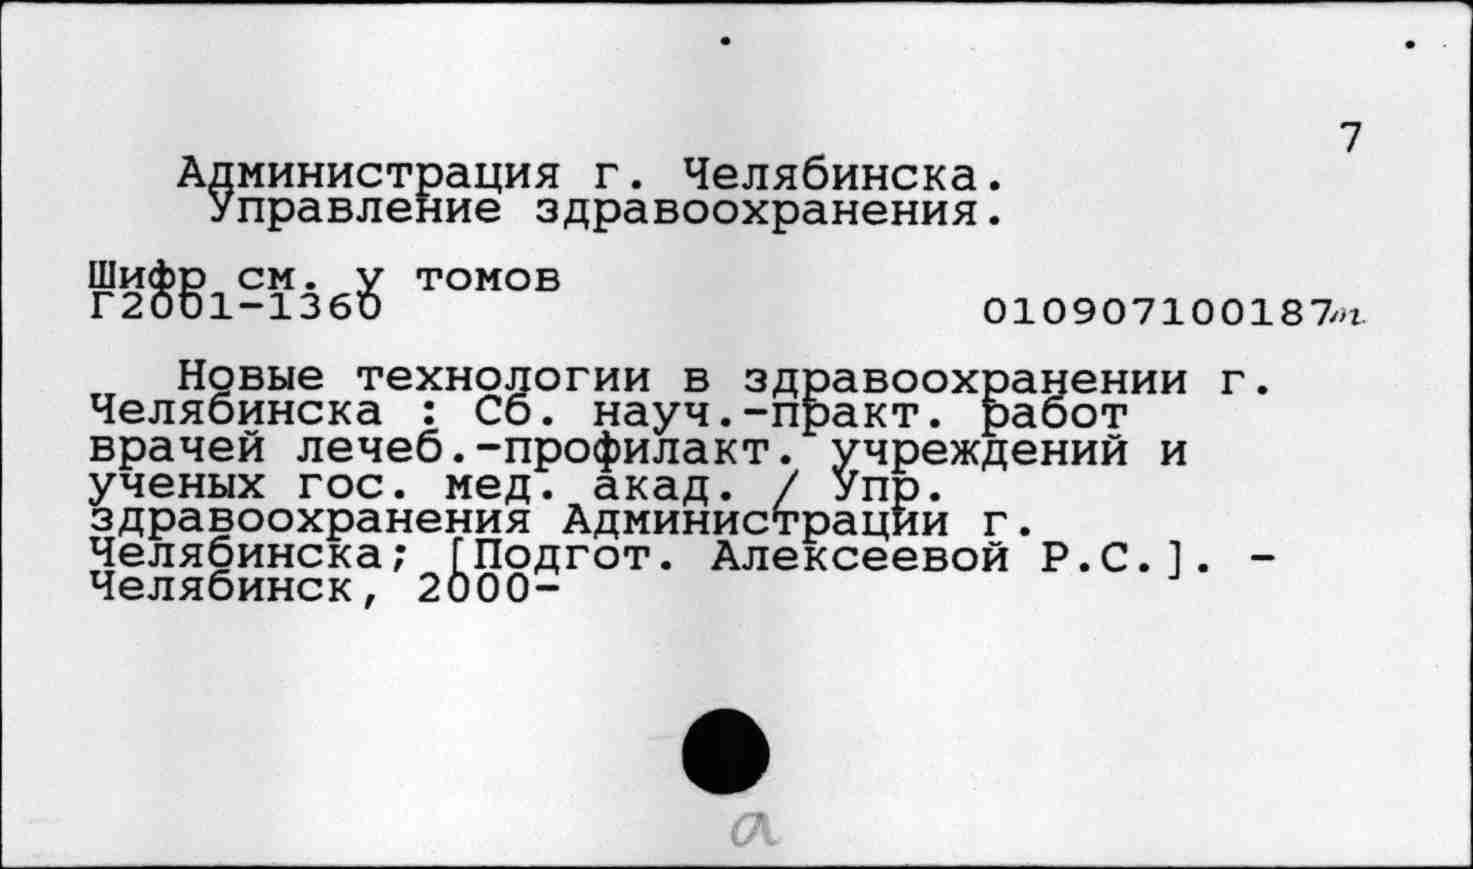 7
Администрация г. Челябинска.
Управление здравоохранения.
Шифр см. у томов
Г2001-1360
010907100187
Новые технологии в здравоохранении г.
Челябинска : Сб. науч.-практ. работ
врачей лечеб.-профилакт. учреждений и
ученых гос. мед. акад. / Упр.
здравоохранения Администрации г.
Челябинска; [Подгот. Алексеевой Р.С.]. -
Челябинск, 2000-
а